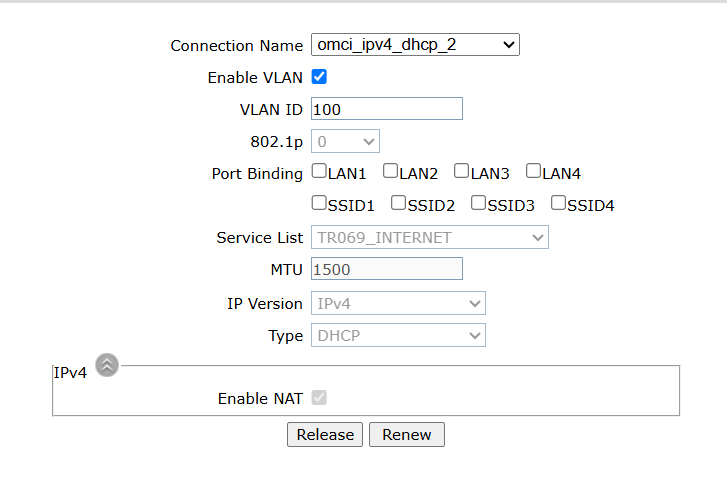 Connection Name omci_ipv4_dhcp_2
Enable VLAN
VLAN ID 100
802.1p 0
Port Binding LAN1 LAN2 LAN3 LAN4
SSID1 SSID2 SSID3 SSID4
Service List TR069_INTERNET
MTU 1500
IP Version IPv4
Type DHCP
IPv4
Enable NAT
Release Renew